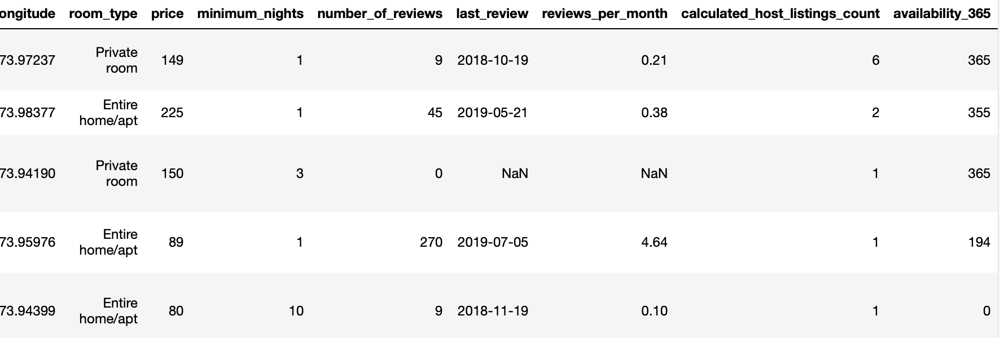 ongitude room_type price minimum_nights number_of_reviews last_review reviews_per_month calculated_host_listings_count availability_365
73.97237 Private room 149 1 9 2018-10-19 0.21 6 365
73.98377 Entire home/apt 225 1 45 2019-05-21 0.38 2 355
73.94190 Private room 150 3 0 NaN NaN 1 365
73.95976 Entire home/apt 89 1 270 2019-07-05 4.64 1 194
73.94399 Entire home/apt 80 10 9 2018-11-19 0.10 1 0